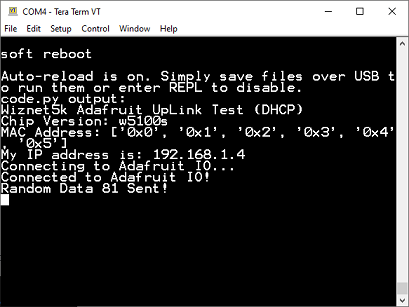 COM4 - Tera Term VT
File Edit Setup Control Window Help
soft reboot
Auto-reload is on. Simply save files over USB t
o run them or enter REPL to disable.
code.py output:
Wiznet5k Adafruit UpLink Test (DHCP)
Chip Version: w5100s
MAC Address: ['0x0', '0x1', '0x2', '0x3', '0x4'
, '0x5']
My IP address is: 192.168.1.4
Connecting to Adafruit IO...
Connected to Adafruit IO!
Random Data 81 Sent!